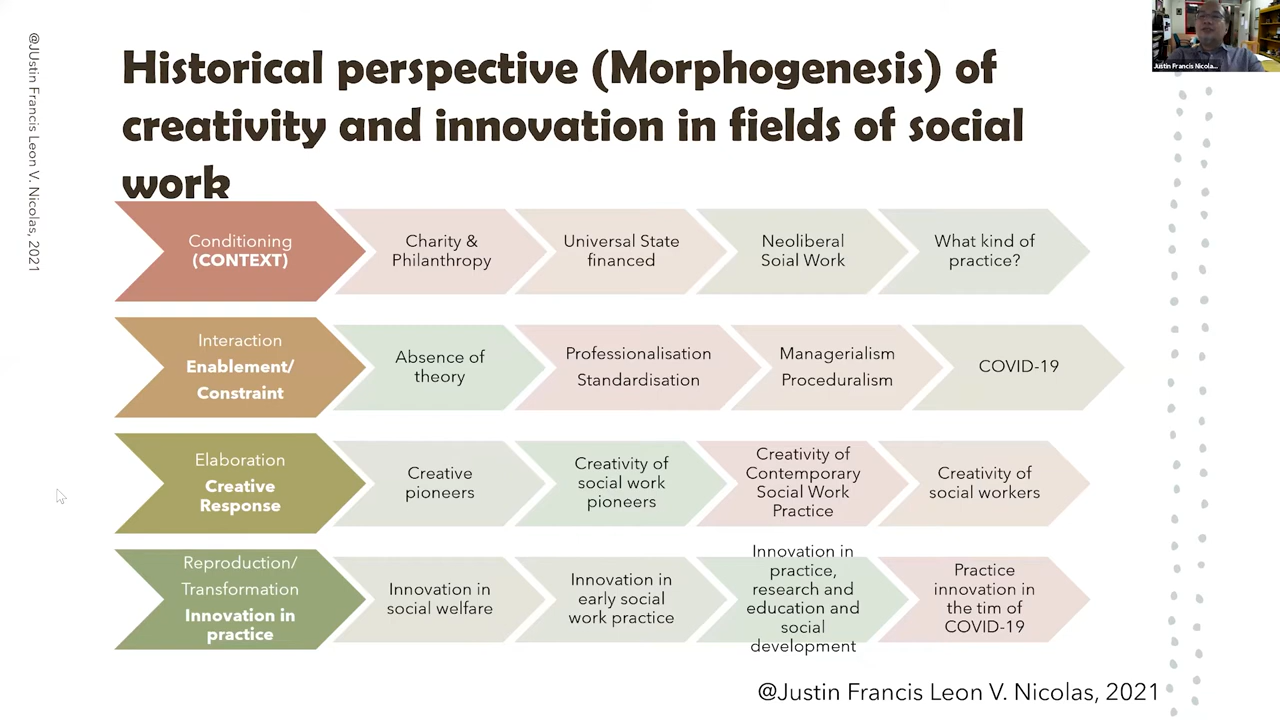 @JUstin Francis Leon V. Nicolas, 2021
Historical perspective (Morphogenesis) of
creativity and innovation in fields of social
work
Justin Francis Nicola...
Conditioning
(CONTEXT)
Charity &
Philanthropy
Universal State
financed
Neoliberal
Soial Work
What kind of
practice?
Interaction
Enablement/
Constraint
Absence of
theory
Professionalisation
Standardisation
Managerialism
Proceduralism
COVID-19
Elaboration
Creative
Response
Creative
pioneers
Creativity of
social work
pioneers
Creativity of
Contemporary
Social Work
Practice
Creativity of
social workers
Reproduction/
Transformation
Innovation in
practice
Innovation in
social welfare
Innovation in
early social
work practice
Innovation in
practice,
research and
education and
social
development
Practice
innovation in
the tim of
COVID-19
@Justin Francis Leon V. Nicolas, 2021